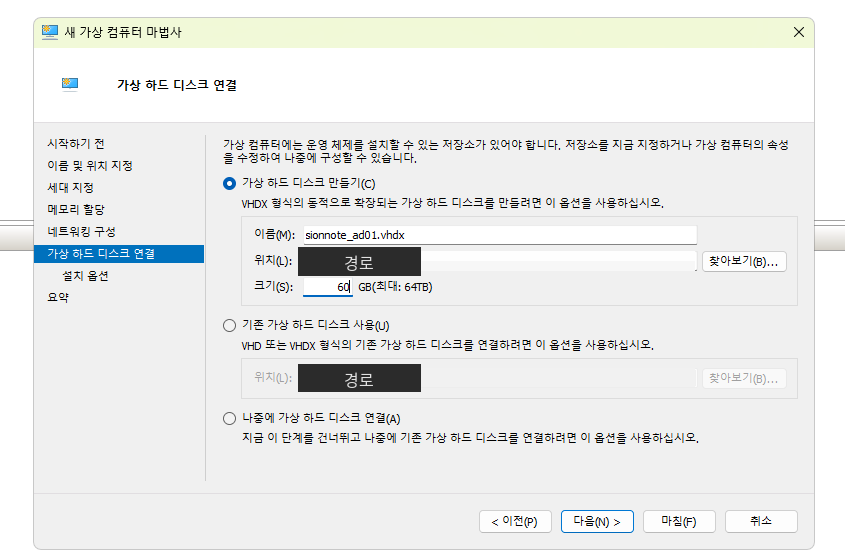 새 가상 컴퓨터 마법사
가상 하드 디스크 연결
시작하기 전
이름 및 위치 지정
세대 지정
메모리 할당
네트워킹 구성
가상 하드 디스크 연결
설치 옵션
요약
가상 컴퓨터에는 운영 체제를 설치할 수 있는 저장소가 있어야 합니다. 저장소를 지금 지정하거나 가상 컴퓨터의 속성
을 수정하여 나중에 구성할 수 있습니다.
가상 하드 디스크 만들기(C)
VHDX 형식의 동적으로 확장되는 가상 하드 디스크를 만들려면 이 옵션을 사용하십시오.
이름(M): sionnote_ad01.vhdx
위치(L): 경로 찾아보기(B)...
크기(S): 60 GB(최대: 64TB)
기존 가상 하드 디스크 사용(U)
VHD 또는 VHDX 형식의 기존 가상 하드 디스크를 연결하려면 이 옵션을 사용하십시오.
위치(L): 경로 찾아보기(B)...
나중에 가상 하드 디스크 연결(A)
지금 이 단계를 건너뛰고 나중에 기존 가상 하드 디스크를 연결하려면 이 옵션을 사용하십시오.
< 이전(P) 다음(N) > 마침(F) 취소